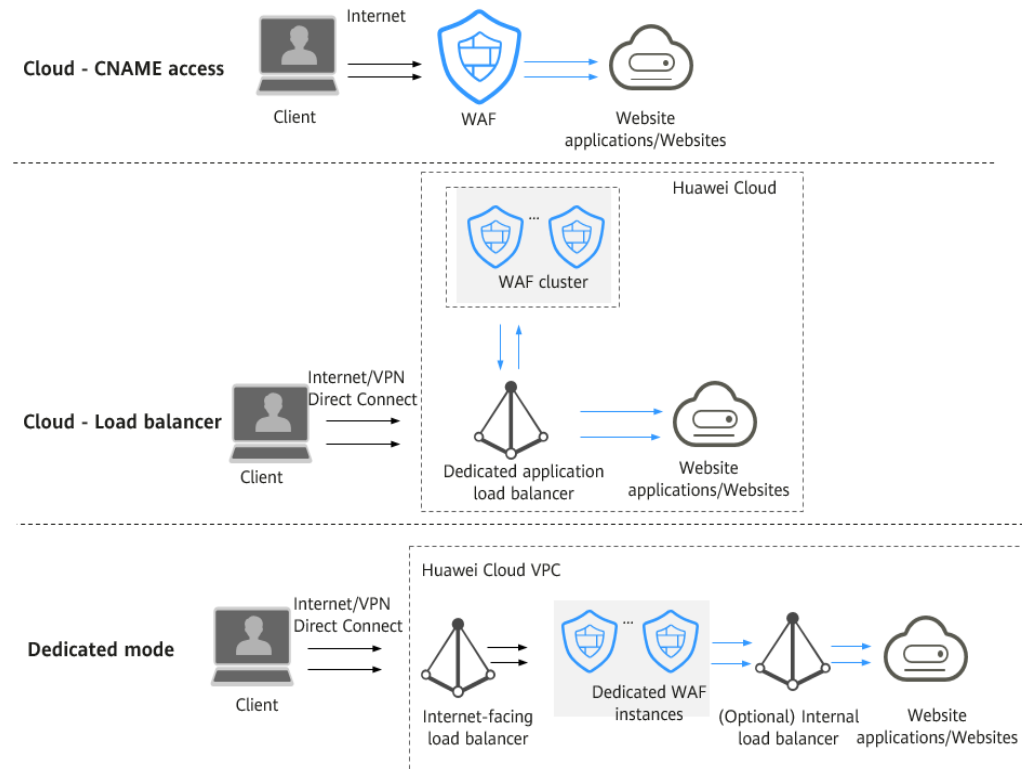 Internet
Cloud - CNAME access
Client
WAF
Website
applications/Websites
Huawei Cloud
...
WAF cluster
Internet/VPN
Direct Connect
Cloud - Load balancer
Client
Dedicated application
load balancer
Website
applications/Websites
Huawei Cloud VPC
Internet/VPN
Direct Connect
...
Dedicated mode
Client
Internet-facing
load balancer
Dedicated WAF
instances
(Optional) Internal
load balancer
Website
applications/Websites